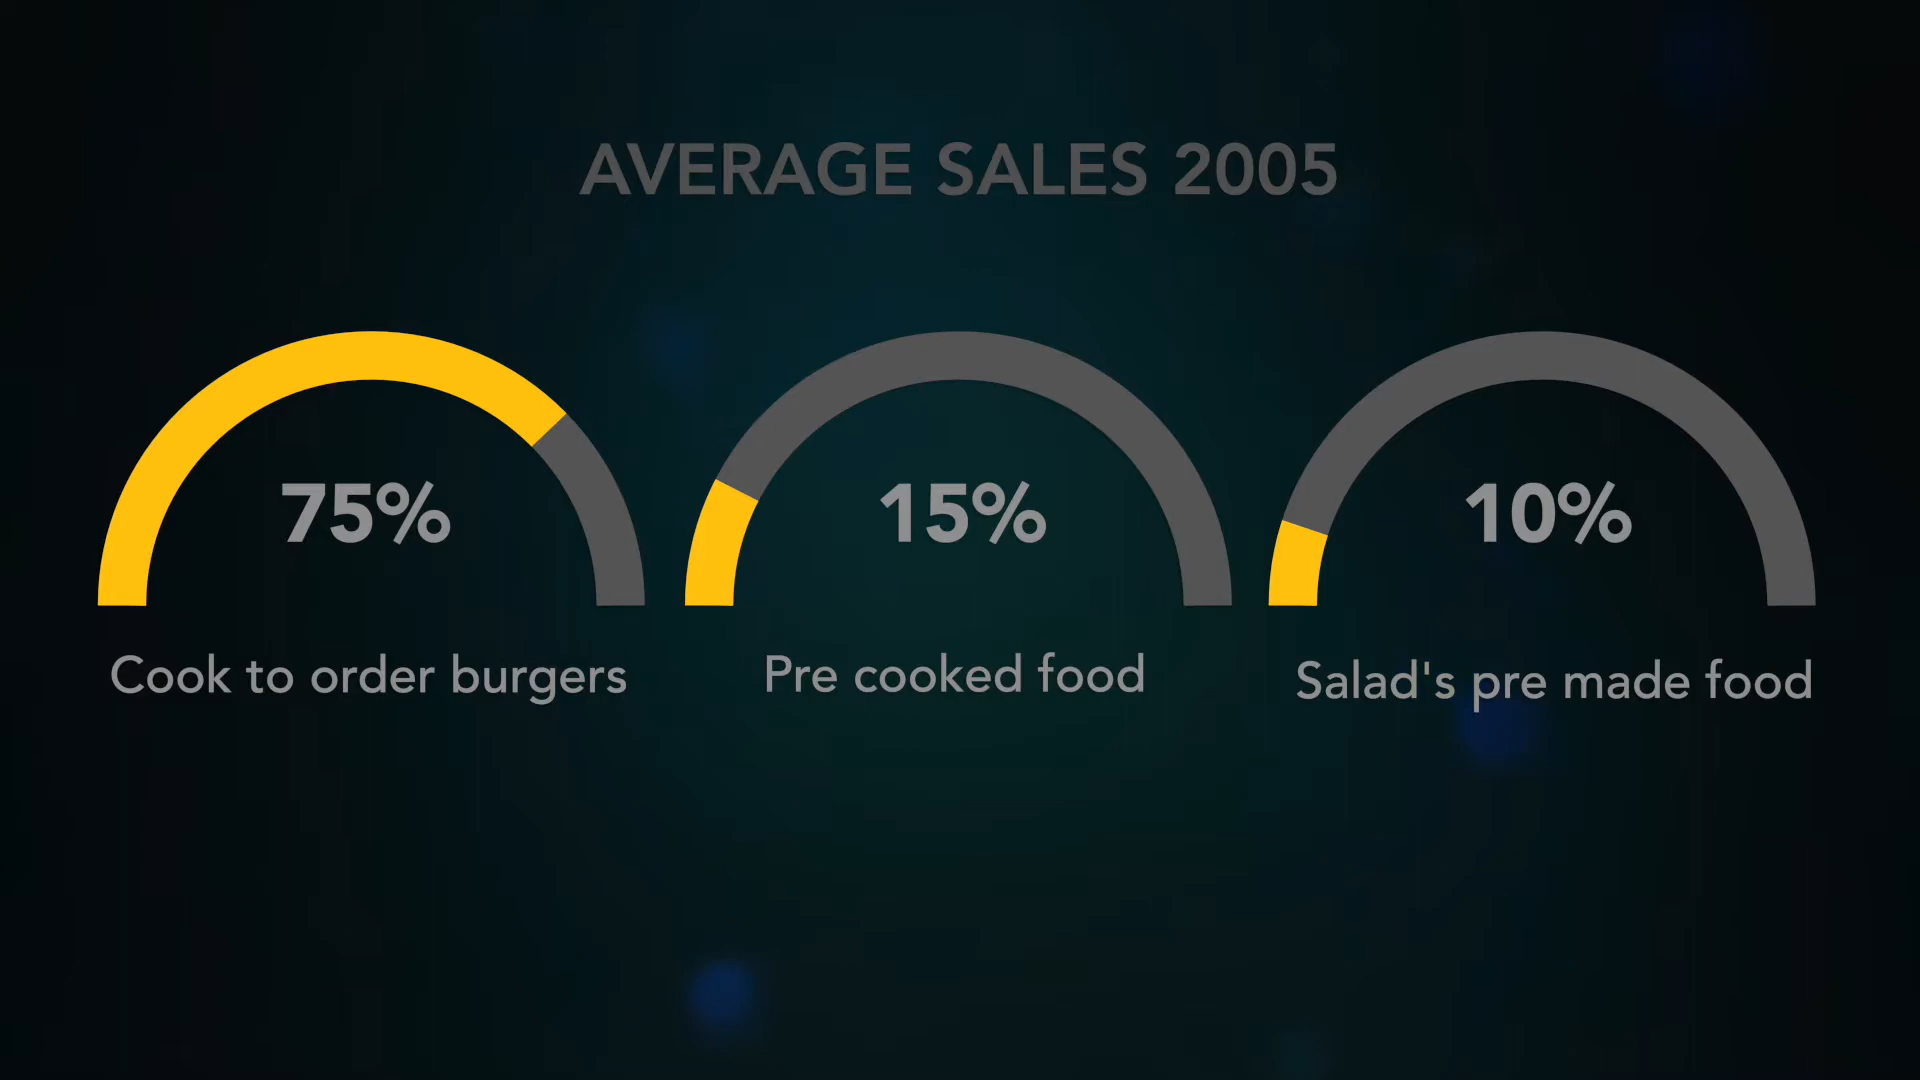 AVERAGE SALES 2005
75%
15%
10%
Cook to order burgers
Pre cooked food
Salad's pre made food